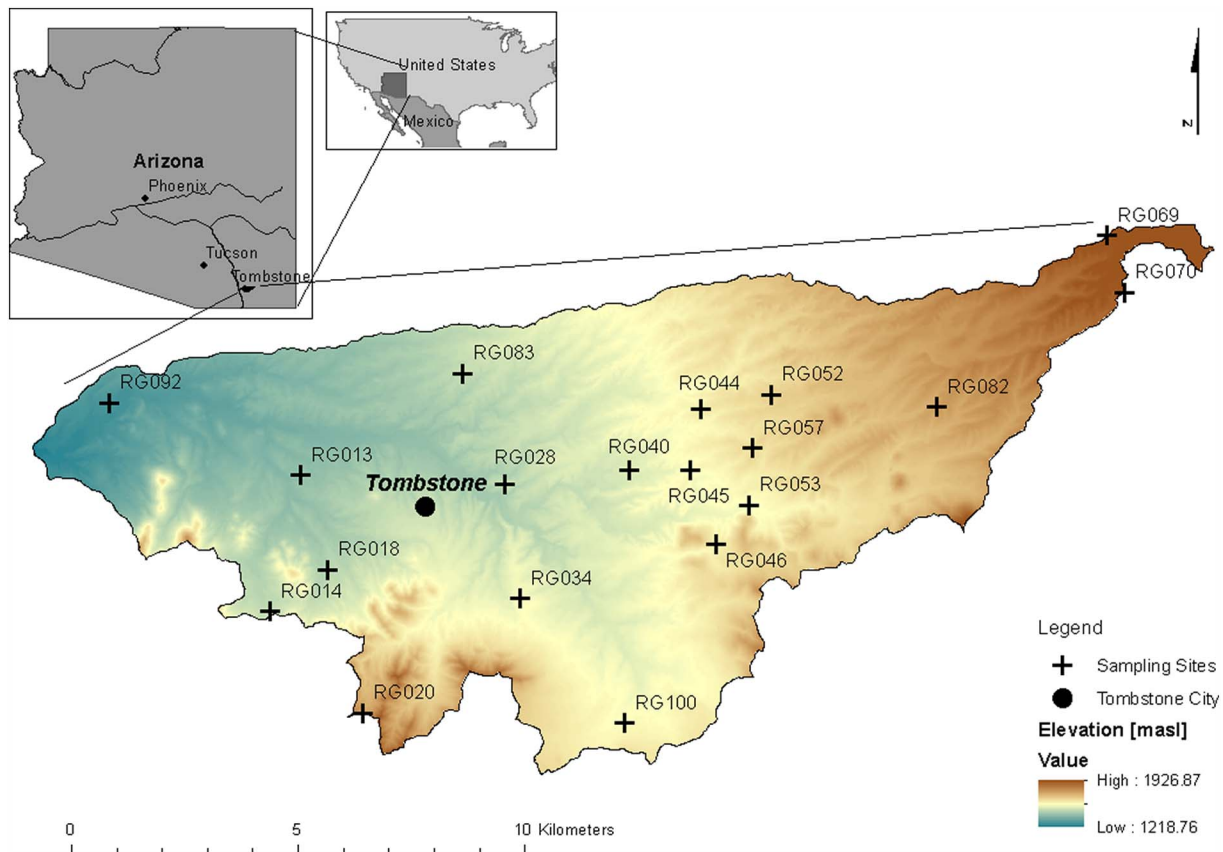 United States
Mexico
Arizona
Phoenix
Tucson
Tombstone
N
RG069
RG070
RG083
RG092
RG044
RG052
RG082
RG057
RG013
RG028
RG040
Tombstone
RG045
RG053
RG018
RG046
RG014
RG034
RG020
RG100
Legend
Sampling Sites
Tombstone City
Elevation [masl]
Value
High : 1926.87
Low : 1218.76
0 5 10 Kilometers